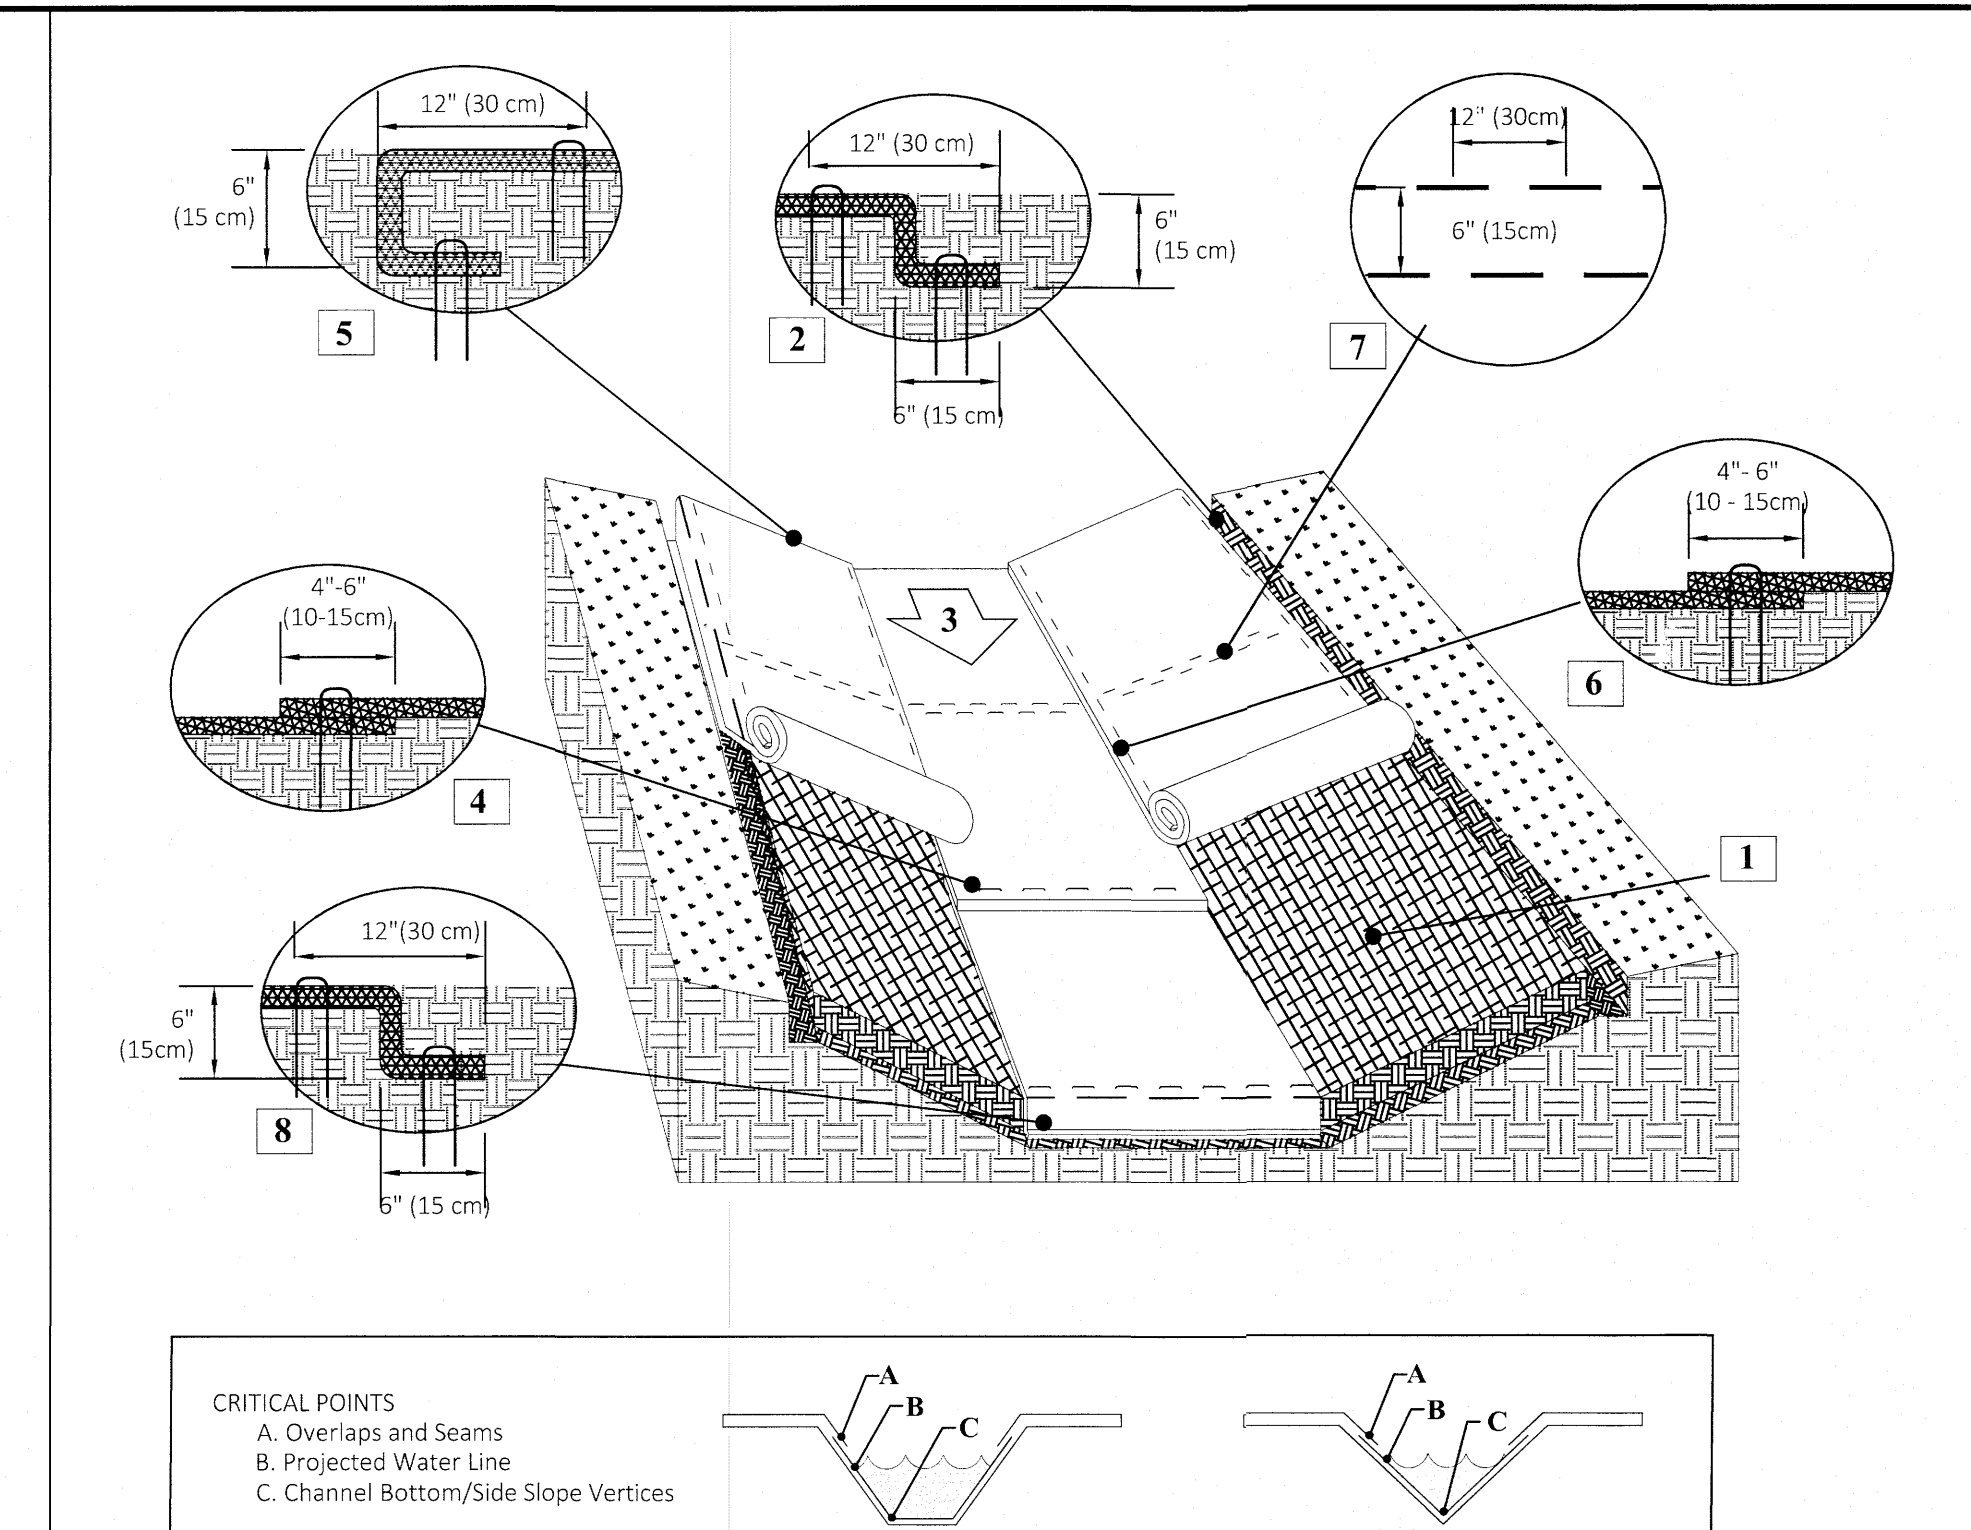 12" (30 cm)
6"
(15 cm)
5
12" (30 cm)
6"
(15 cm)
2
6" (15 cm)
12" (30cm)
6" (15cm)
7
4"- 6"
(10 - 15cm)
6
3
4"-6"
(10-15cm)
4
1
12"(30 cm)
6"
(15cm)
8
6" (15 cm)
CRITICAL POINTS
A. Overlaps and Seams
B. Projected Water Line
C. Channel Bottom/Side Slope Vertices
A
B
C
A
B
C